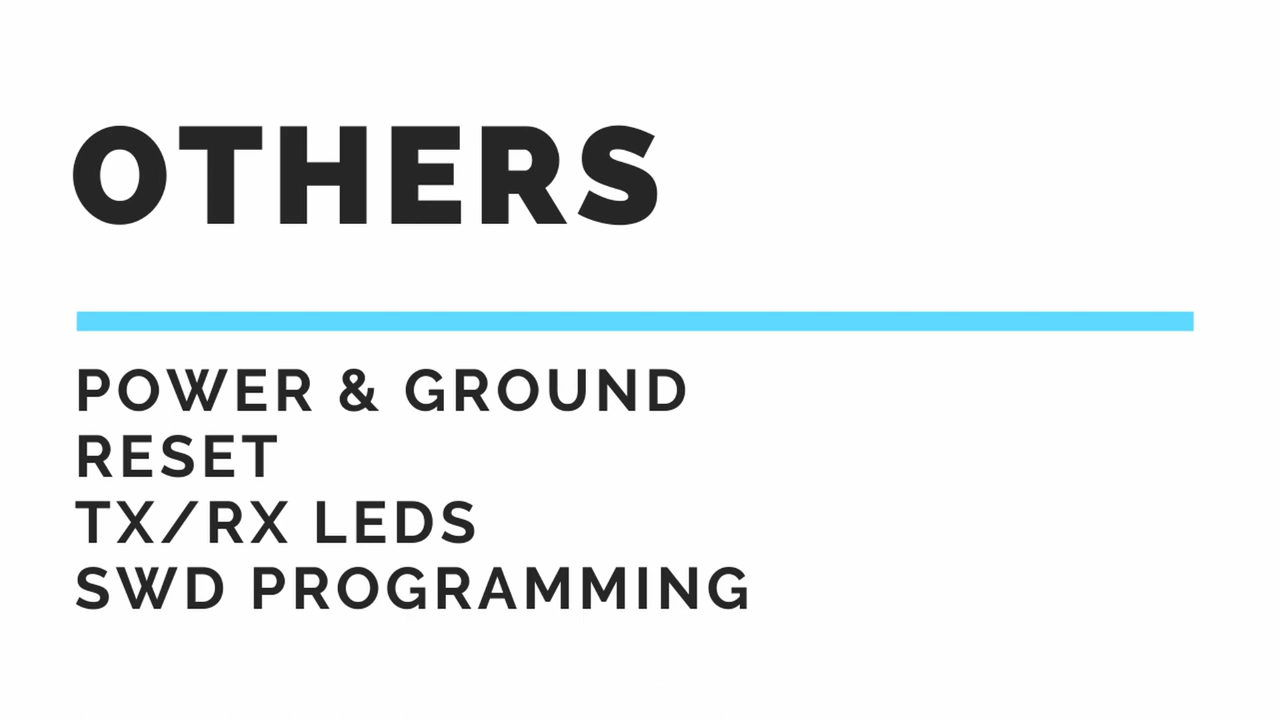 OTHERS
POWER & GROUND
RESET
TX/RX LEDS
SWD PROGRAMMING